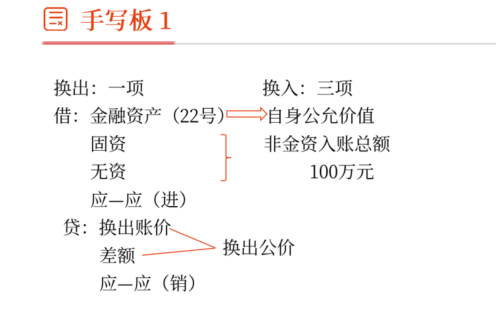 手写板 1
换出：一项 换入：三项
借：金融资产（22号） 自身公允价值
固资 非金资入账总额
无资 100万元
应—应（进）
贷：换出账价
差额 换出公价
应—应（销）